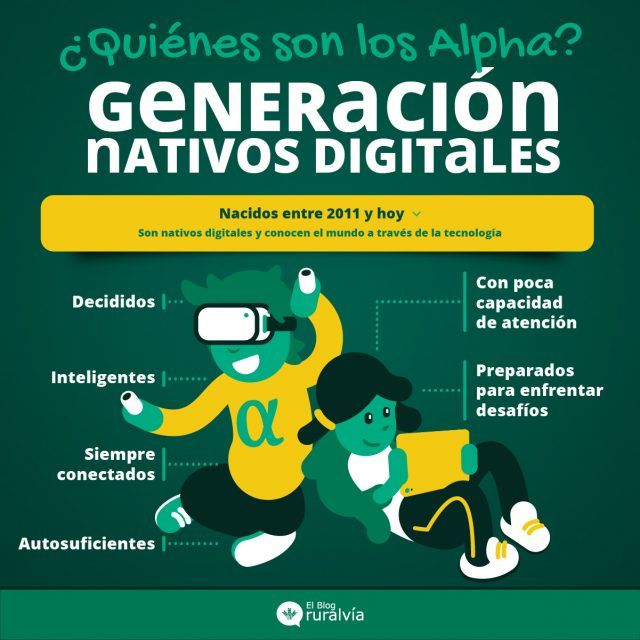 ¿Quiénes son los Alpha?
GeNERacióN
nATIVOS DIGITaLES
Nacidos entre 2011 y hoy
Son nativos digitales y conocen el mundo a través de la tecnología
Decididos
Inteligentes
Siempre
conectados
Autosuficientes
Con poca
capacidad
de atención
Preparados
para enfrentar
desafíos
α
El Blog
ruralvía